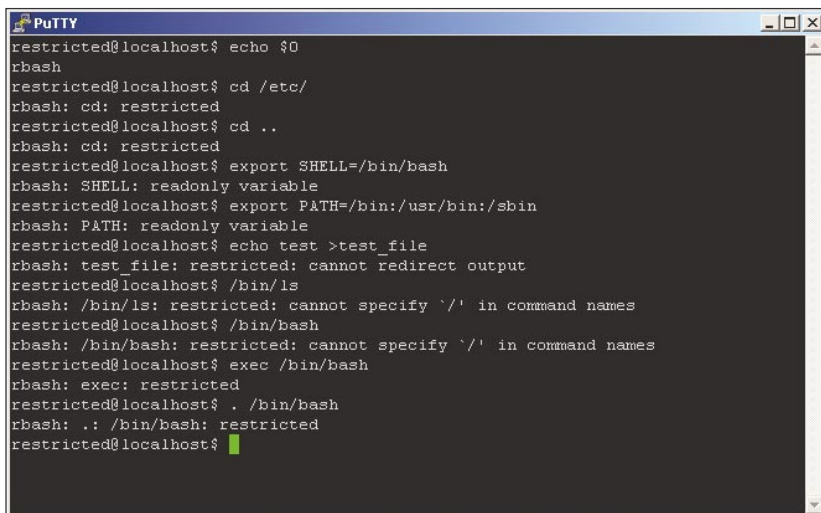 PuTTY
restricted@localhost$ echo $0
rbash
restricted@localhost$ cd /etc/
rbash: cd: restricted
restricted@localhost$ cd ..
rbash: cd: restricted
restricted@localhost$ export SHELL=/bin/bash
rbash: SHELL: readonly variable
restricted@localhost$ export PATH=/bin:/usr/bin:/sbin
rbash: PATH: readonly variable
restricted@localhost$ echo test >test_file
rbash: test_file: restricted: cannot redirect output
restricted@localhost$ /bin/ls
rbash: /bin/ls: restricted: cannot specify `/' in command names
restricted@localhost$ /bin/bash
rbash: /bin/bash: restricted: cannot specify `/' in command names
restricted@localhost$ exec /bin/bash
rbash: exec: restricted
restricted@localhost$ . /bin/bash
rbash: .: /bin/bash: restricted
restricted@localhost$